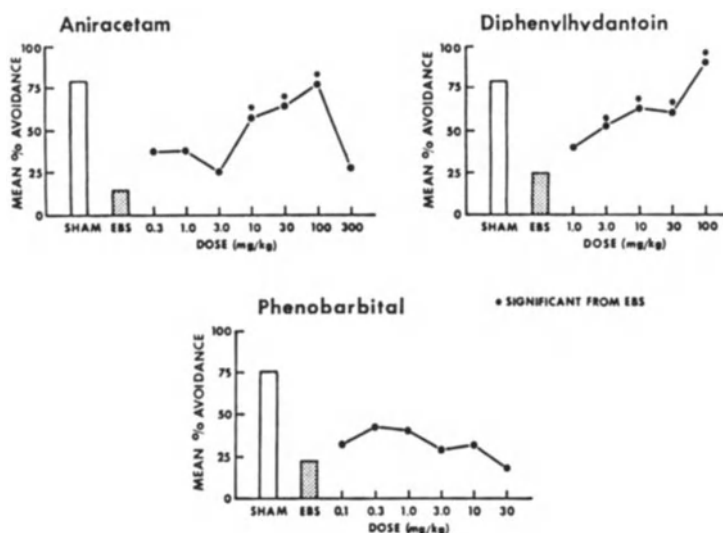 Aniracetam
100
75
50
25
0
MEAN % AVOIDANCE
SHAM EBS 0.3 1.0 3.0 10 30 100 300
DOSE (mg/kg)
Diphenylhydantoin
100
75
50
25
0
MEAN % AVOIDANCE
SHAM EBS 1.0 3.0 10 30 100
DOSE (mg/kg)
Phenobarbital
100
75
50
25
0
MEAN % AVOIDANCE
SHAM EBS 0.1 0.3 1.0 3.0 10 30
DOSE (mg/kg)
• SIGNIFICANT FROM EBS